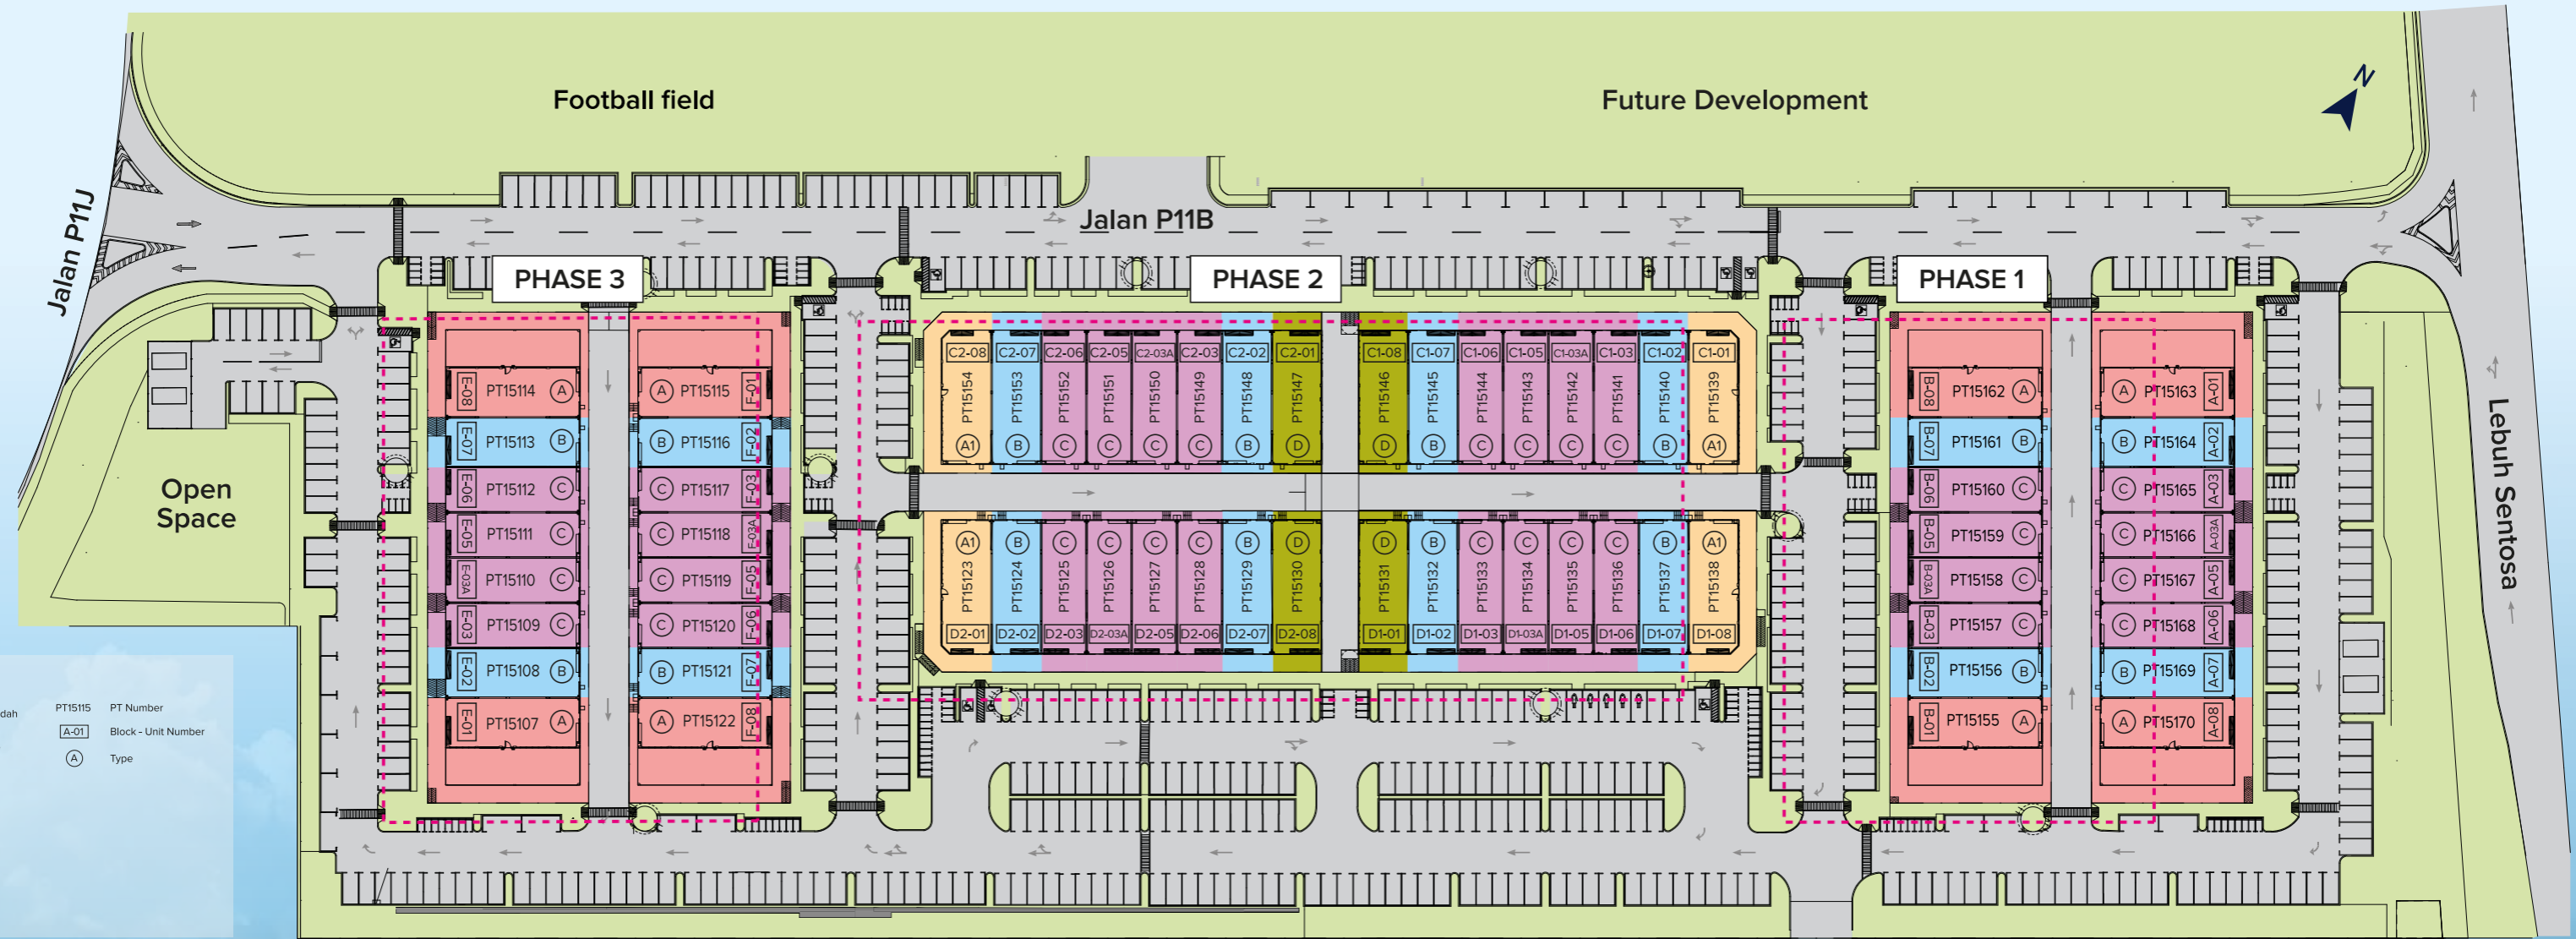 Football field
Future Development
N
Jalan P11J
Jalan P11B
PHASE 3
PHASE 2
PHASE 1
Lebuh Sentosa
Open
Space
E-08 PT15114 A
E-07 PT15113 B
E-06 PT15112 C
E-05 PT15111 C
E-03A PT15110 C
E-03 PT15109 C
E-02 PT15108 B
E-01 PT15107 A
A PT15115 F-01
B PT15116 F-02
C PT15117 F-03
C PT15118 F-03A
C PT15119 F-05
C PT15120 F-06
B PT15121 F-07
A PT15122 F-08
C2-08 PT15154 A1
C2-07 PT15153 B
C2-06 PT15152 C
C2-05 PT15151 C
C2-03A PT15150 C
C2-03 PT15149 C
C2-02 PT15148 B
C2-01 PT15147 D
C1-08 PT15146 D
C1-07 PT15145 B
C1-06 PT15144 C
C1-05 PT15143 C
C1-03A PT15142 C
C1-03 PT15141 C
C1-02 PT15140 B
C1-01 PT15139 A1
A1 PT15123 D2-01
B PT15124 D2-02
C PT15125 D2-03
C PT15126 D2-03A
C PT15127 D2-05
C PT15128 D2-06
B PT15129 D2-07
D PT15130 D2-08
D PT15131 D1-01
B PT15132 D1-02
C PT15133 D1-03
C PT15134 D1-03A
C PT15135 D1-05
C PT15136 D1-06
B PT15137 D1-07
A1 PT15138 D1-08
B-08 PT15162 A
B-07 PT15161 B
B-06 PT15160 C
B-05 PT15159 C
B-03A PT15158 C
B-03 PT15157 C
B-02 PT15156 B
B-01 PT15155 A
A PT15163 A-01
B PT15164 A-02
C PT15165 A-03
C PT15166 A-03A
C PT15167 A-05
C PT15168 A-06
B PT15169 A-07
A PT15170 A-08
dah
PT15115 PT Number
A-01 Block - Unit Number
A Type